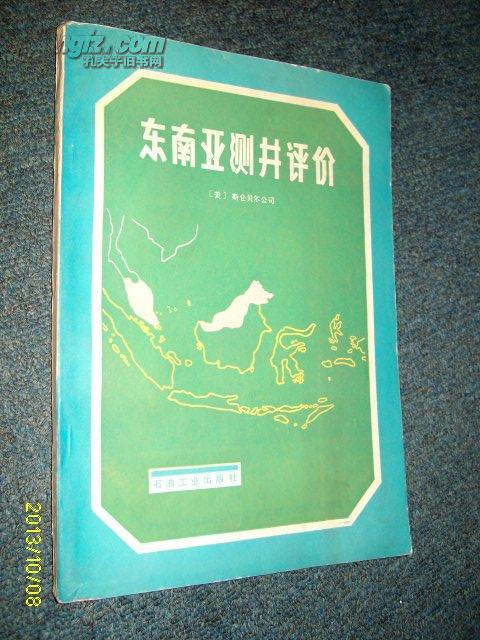 ngfz.com
孔夫子旧书网
东南亚测井评价
〔美〕斯仑贝尔公司
石油工业出版社
2013/10/08